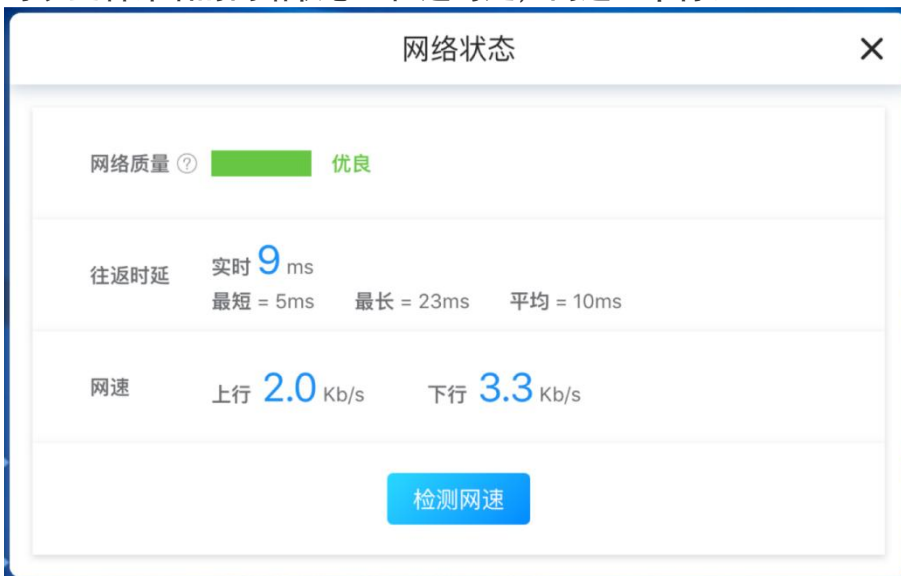 网络状态
网络质量 ? 优良
往返时延 实时 9 ms
最短 = 5ms 最长 = 23ms 平均 = 10ms
网速 上行 2.0 Kb/s 下行 3.3 Kb/s
检测网速